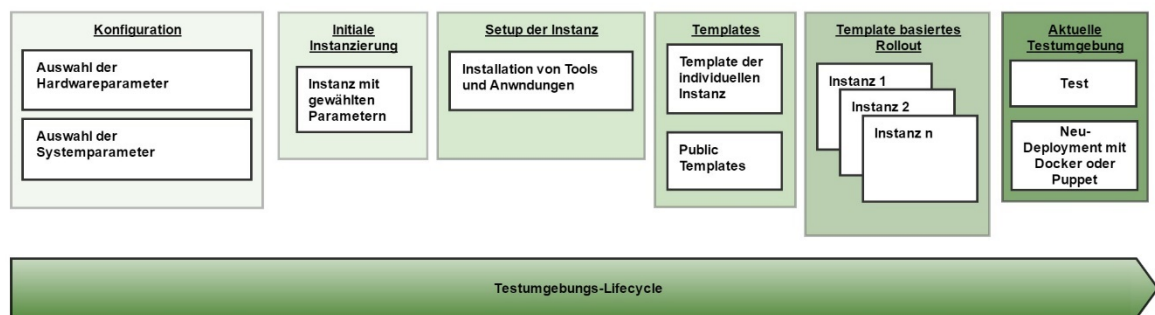 Konfiguration
Auswahl der
Hardwareparameter
Auswahl der
Systemparameter
Initiale
Instanzierung
Instanz mit
gewählten
Parametern
Setup der Instanz
Installation von Tools
und Anwndungen
Templates
Template der
individuellen
Instanz
Public
Templates
Template basiertes
Rollout
Instanz 1
Instanz 2
Instanz n
Aktuelle
Testumgebung
Test
Neu-
Deployment mit
Docker oder
Puppet
Testumgebungs-Lifecycle